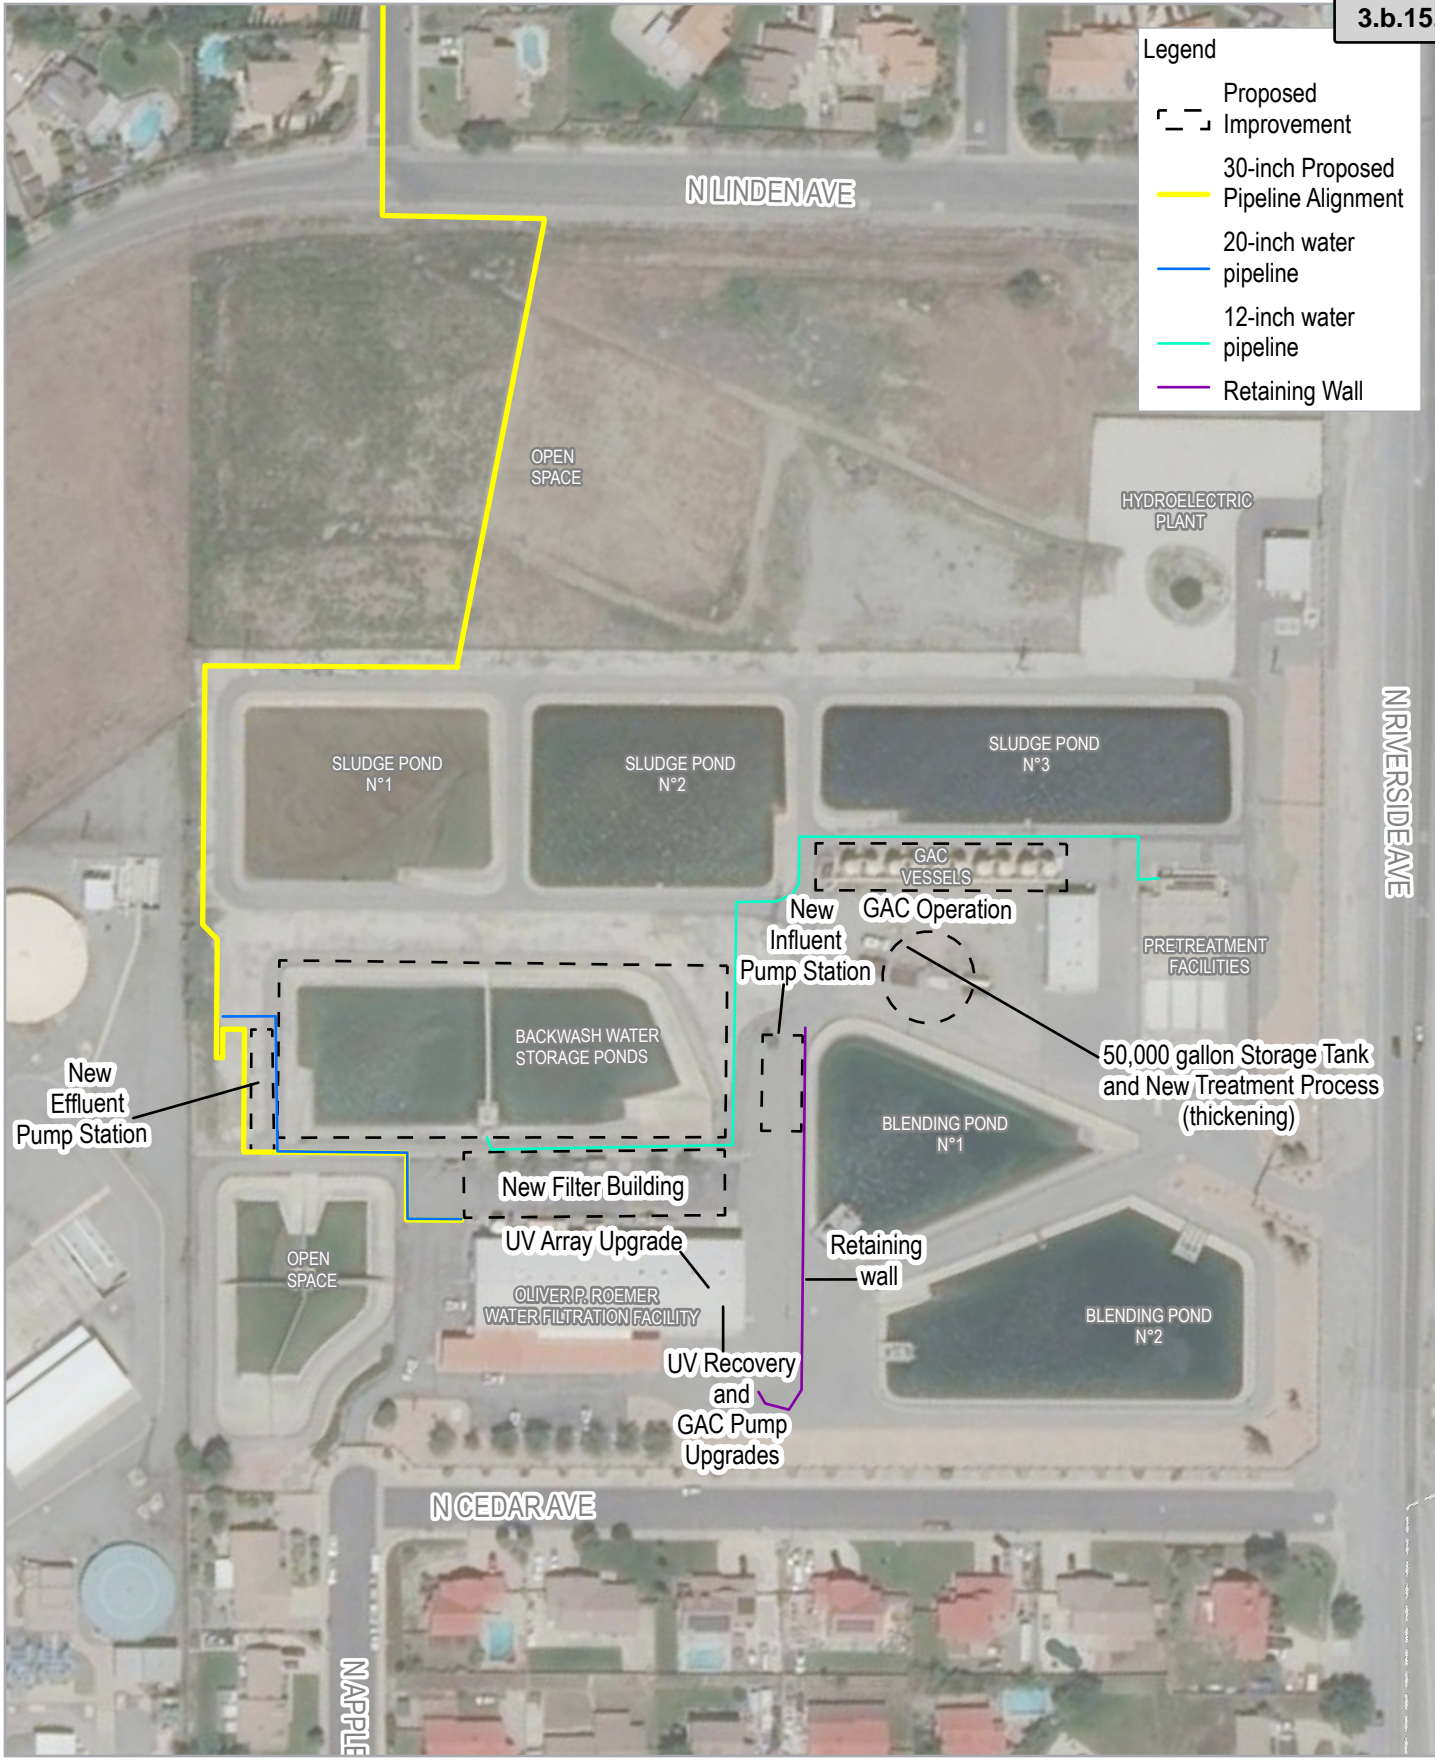 3.b.15.
Legend
Proposed
Improvement
30-inch Proposed
Pipeline Alignment
20-inch water
pipeline
12-inch water
pipeline
Retaining Wall
N LINDEN AVE
OPEN
SPACE
HYDROELECTRIC
PLANT
N RIVERSIDE AVE
SLUDGE POND
N°1
SLUDGE POND
N°2
SLUDGE POND
N°3
GAC
VESSELS
GAC Operation
New
Influent
Pump Station
PRETREATMENT
FACILITIES
BACKWASH WATER
STORAGE PONDS
50,000 gallon Storage Tank
and New Treatment Process
(thickening)
New
Effluent
Pump Station
BLENDING POND
N°1
New Filter Building
UV Array Upgrade
Retaining
wall
OPEN
SPACE
OLIVER P. ROEMER
WATER FILTRATION FACILITY
BLENDING POND
N°2
UV Recovery
and
GAC Pump
Upgrades
N CEDAR AVE
N APPLE